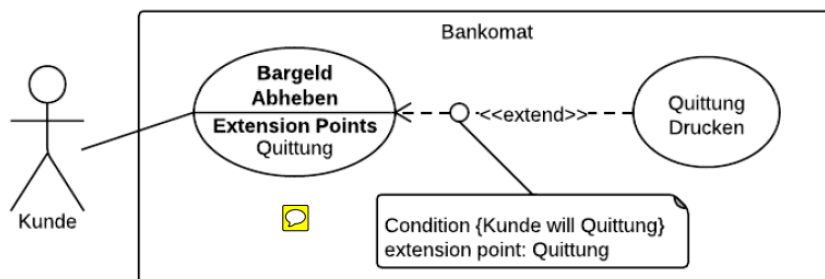 Bankomat
Bargeld
Abheben
Extension Points
Quittung
<<extend>>
Quittung
Drucken
Kunde
Condition {Kunde will Quittung}
extension point: Quittung